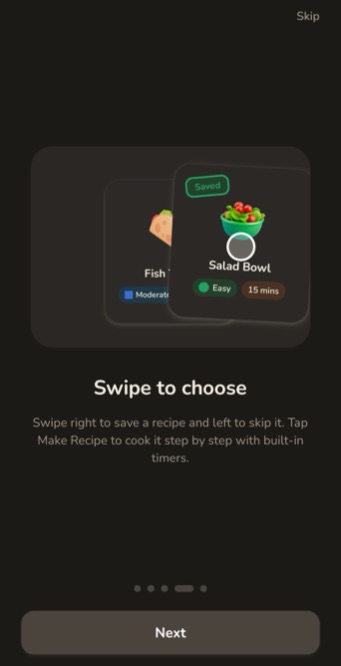 Skip
Saved
Fish
Salad Bowl
Easy
15 mins
Swipe to choose
Swipe right to save a recipe and left to skip it. Tap
Make Recipe to cook it step by step with built-in
timers.
Next